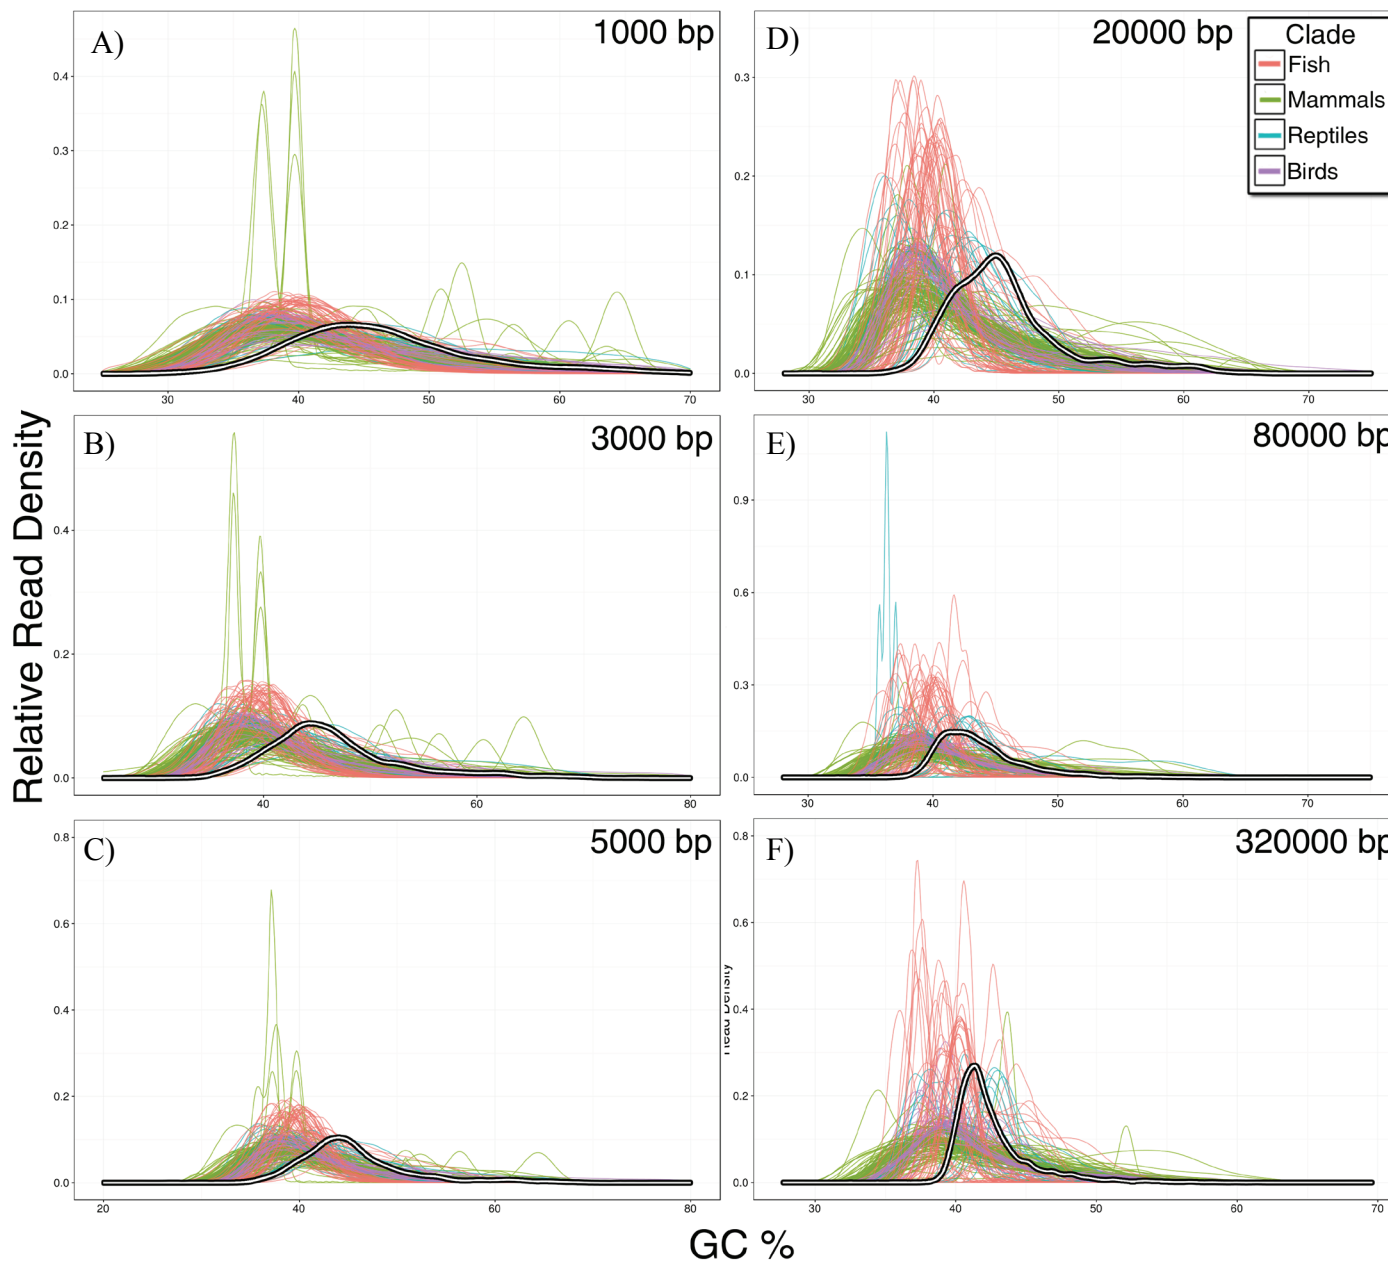 A)
1000 bp
0.4
0.3
0.2
0.1
0.0
30 40 50 60 70
D)
20000 bp
Clade
Fish
Mammals
Reptiles
Birds
0.3
0.2
0.1
0.0
30 40 50 60 70
Relative Read Density
B)
3000 bp
0.4
0.2
0.0
40 60 80
E)
80000 bp
0.9
0.6
0.3
0.0
30 40 50 60 70
C)
5000 bp
0.8
0.6
0.4
0.2
0.0
20 40 60 80
F)
320000 bp
Read Density
0.8
0.6
0.4
0.2
0.0
30 40 50 60 70
GC %